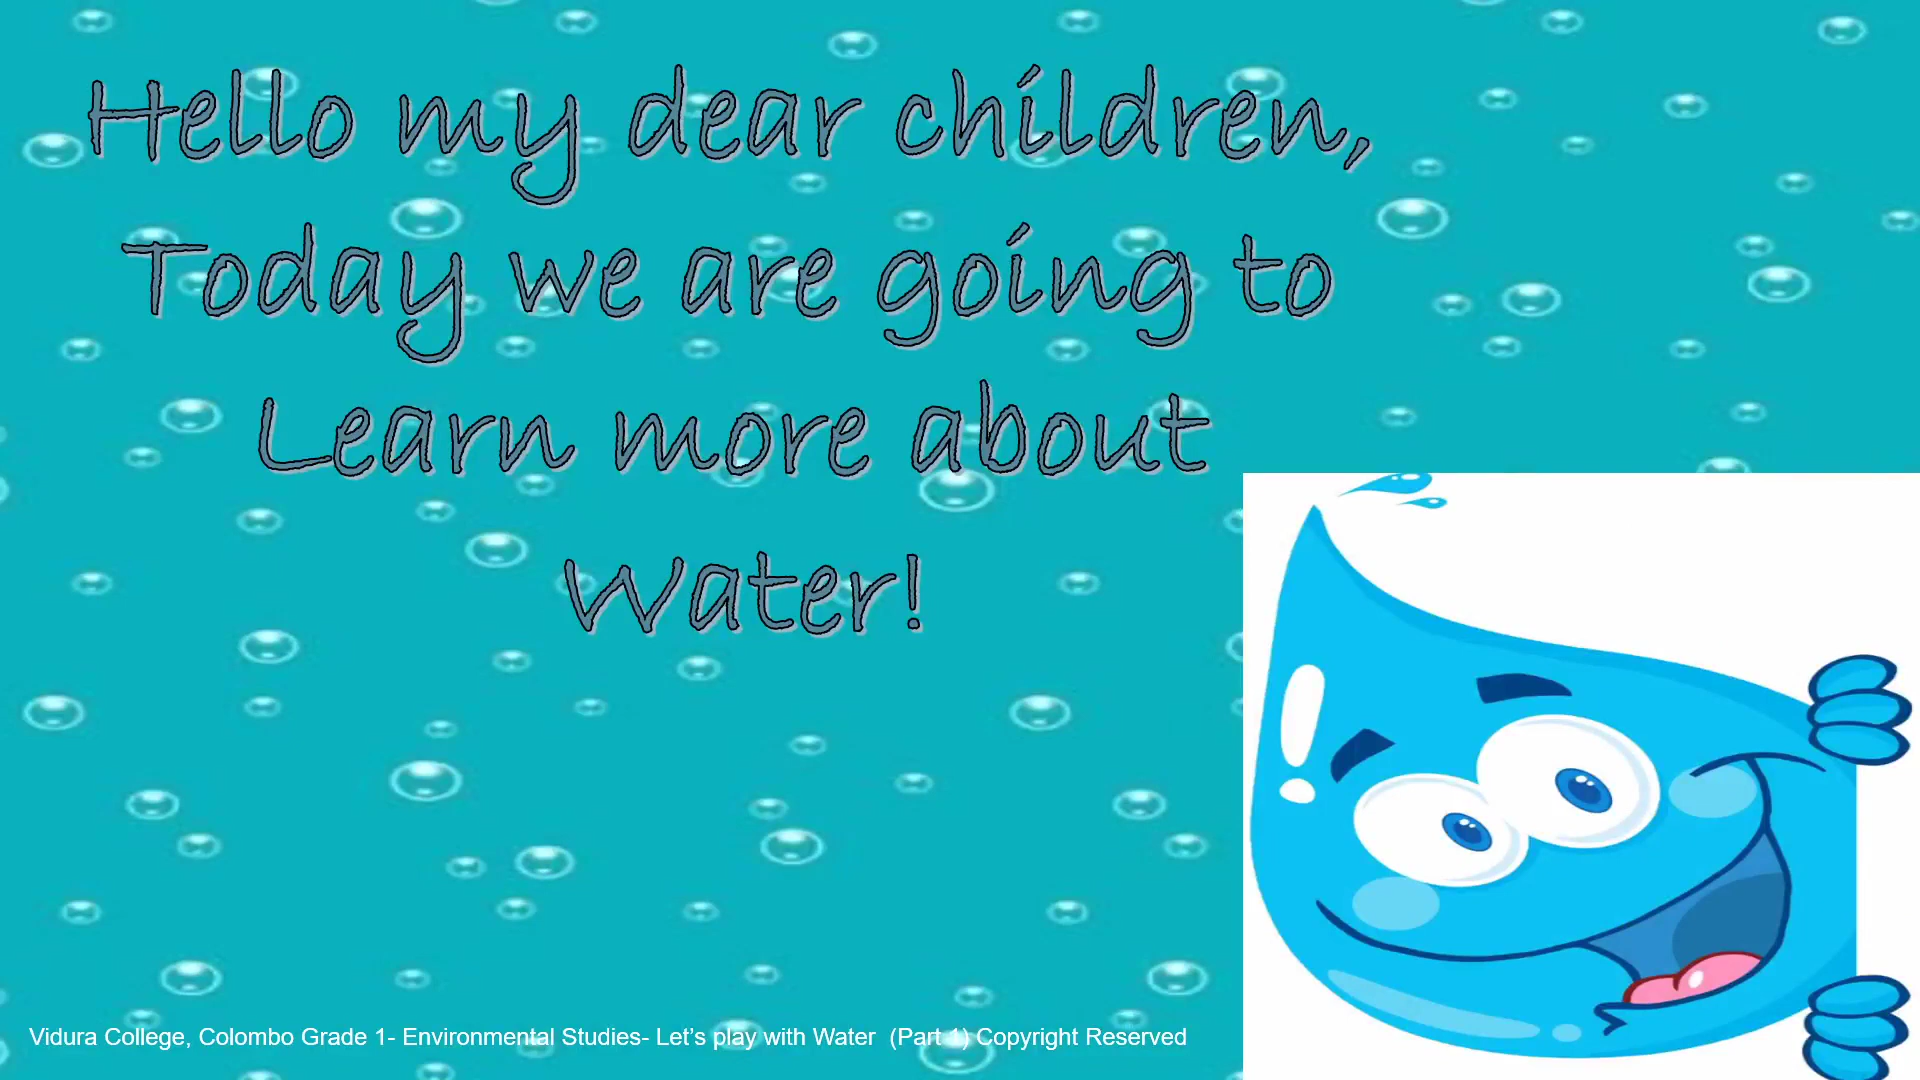 Hello my dear children,
Today we are going to
Learn more about
Water!
Vidura College, Colombo Grade 1- Environmental Studies- Let’s play with Water  (Part 1) Copyright Reserved